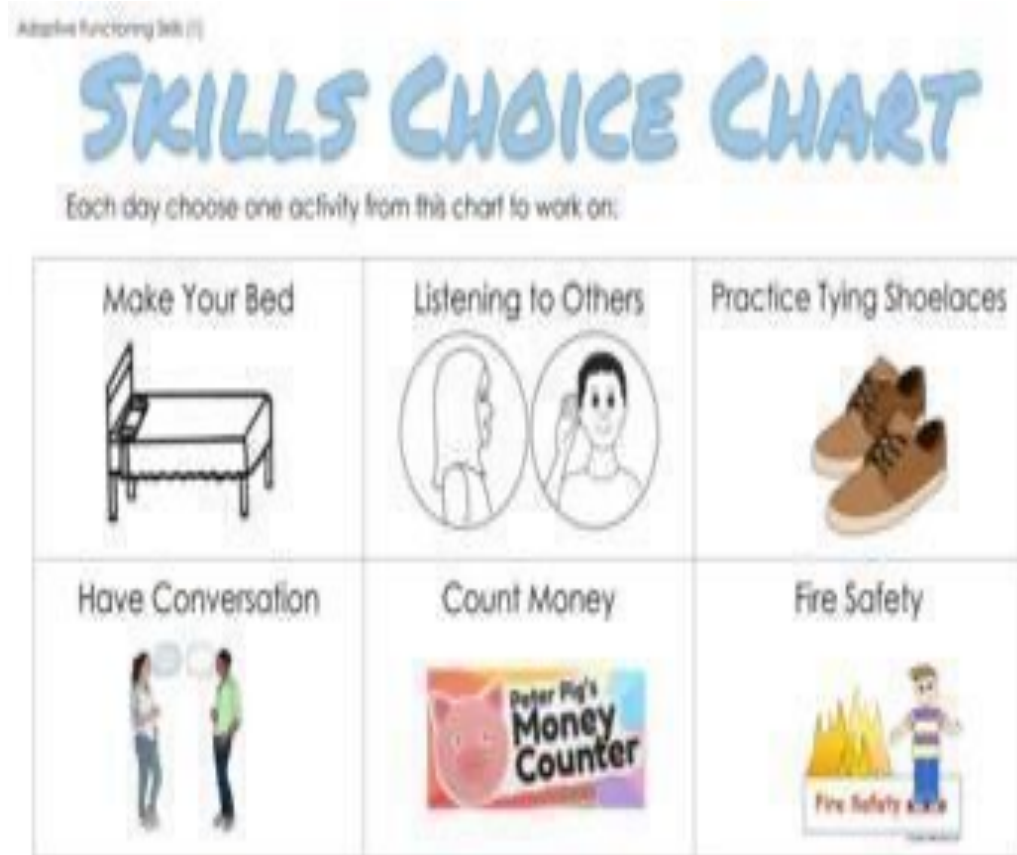 Adaptive Functioning Skills (1)
SKILLS CHOICE CHART
Each day choose one activity from this chart to work on:
Make Your Bed
Listening to Others
Practice Tying Shoelaces
Have Conversation
Count Money
Fire Safety
Peter Pig's
Money
Counter
Fire Safety